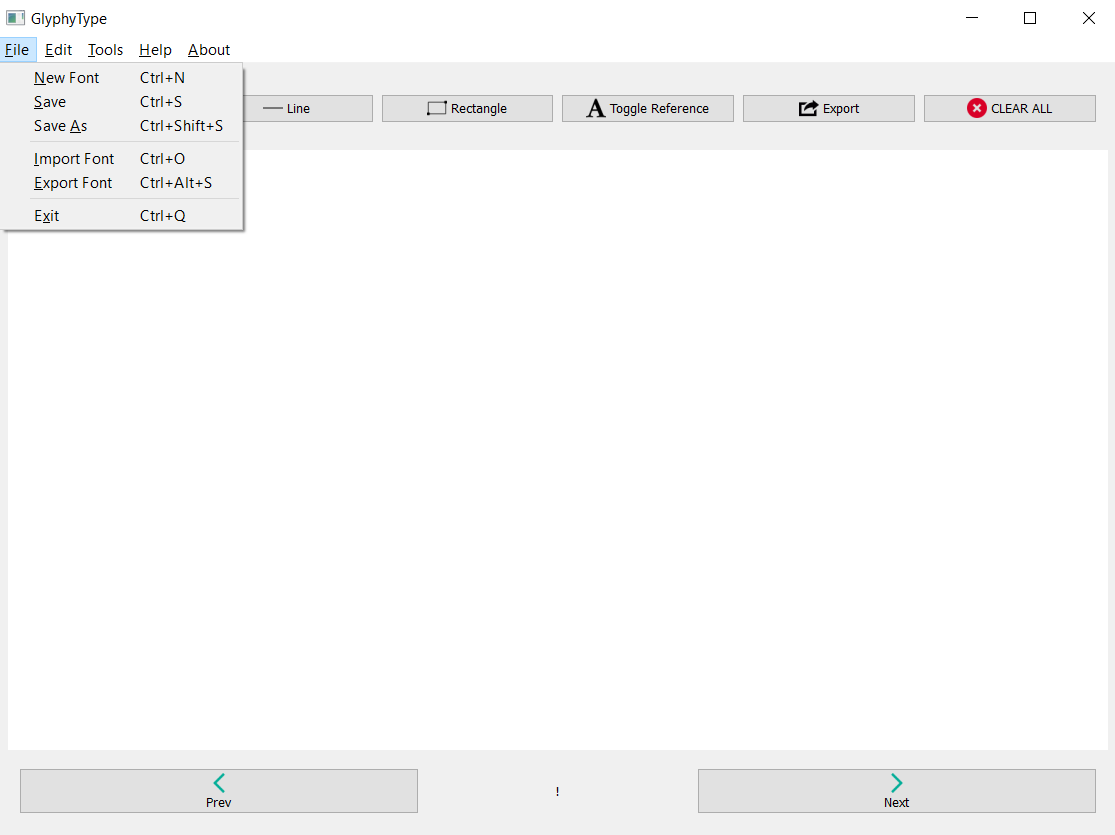 GlyphyType
File Edit Tools Help About
New Font Ctrl+N
Save Ctrl+S
Save As Ctrl+Shift+S
Import Font Ctrl+O
Export Font Ctrl+Alt+S
Exit Ctrl+Q
Line Rectangle A Toggle Reference Export CLEAR ALL
Prev ! Next